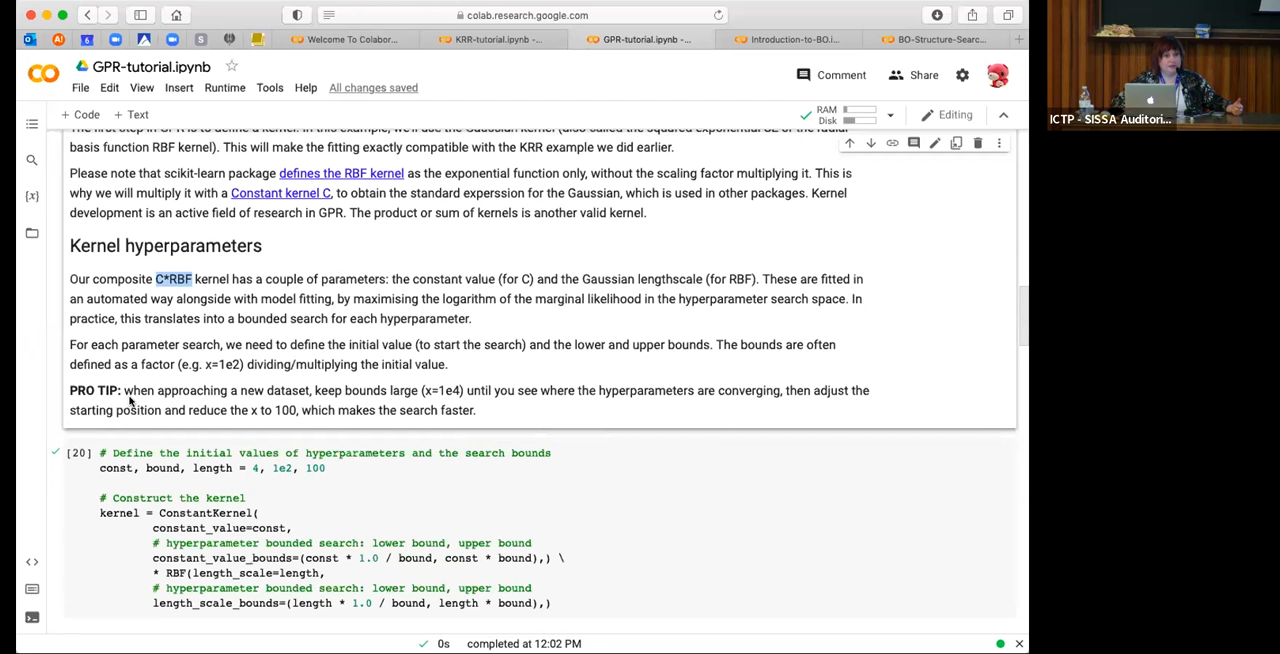 colab.research.google.com
Welcome To Colabor...
KRR-tutorial.ipynb -...
GPR-tutorial.ipynb -...
Introduction-to-BO.i...
BO-Structure-Searc...
GPR-tutorial.ipynb
File Edit View Insert Runtime Tools Help All changes saved
Comment
Share
+ Code + Text
RAM
Disk
Editing
basis function RBF kernel). This will make the fitting exactly compatible with the KRR example we did earlier.
Please note that scikit-learn package defines the RBF kernel as the exponential function only, without the scaling factor multiplying it. This is
why we will multiply it with a Constant kernel C, to obtain the standard experssion for the Gaussian, which is used in other packages. Kernel
development is an active field of research in GPR. The product or sum of kernels is another valid kernel.
Kernel hyperparameters
Our composite C*RBF kernel has a couple of parameters: the constant value (for C) and the Gaussian lengthscale (for RBF). These are fitted in
an automated way alongside with model fitting, by maximising the logarithm of the marginal likelihood in the hyperparameter search space. In
practice, this translates into a bounded search for each hyperparameter.
For each parameter search, we need to define the initial value (to start the search) and the lower and upper bounds. The bounds are often
defined as a factor (e.g. x=1e2) dividing/multiplying the initial value.
PRO TIP: when approaching a new dataset, keep bounds large (x=1e4) until you see where the hyperparameters are converging, then adjust the
starting position and reduce the x to 100, which makes the search faster.
[20] # Define the initial values of hyperparameters and the search bounds
const, bound, length = 4, 1e2, 100
# Construct the kernel
kernel = ConstantKernel(
constant_value=const,
# hyperparameter bounded search: lower bound, upper bound
constant_value_bounds=(const * 1.0 / bound, const * bound),) \
* RBF(length_scale=length,
# hyperparameter bounded search: lower bound, upper bound
length_scale_bounds=(length * 1.0 / bound, length * bound),)
0s completed at 12:02 PM
ICTP - SISSA Auditori...